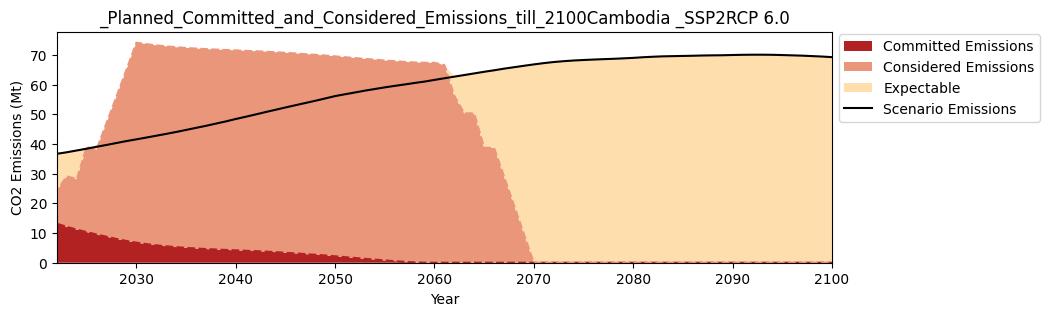 _Planned_Committed_and_Considered_Emissions_till_2100Cambodia _SSP2RCP 6.0
CO2 Emissions (Mt)
70
60
50
40
30
20
10
0
2030 2040 2050 2060 2070 2080 2090 2100
Year
Committed Emissions
Considered Emissions
Expectable
Scenario Emissions